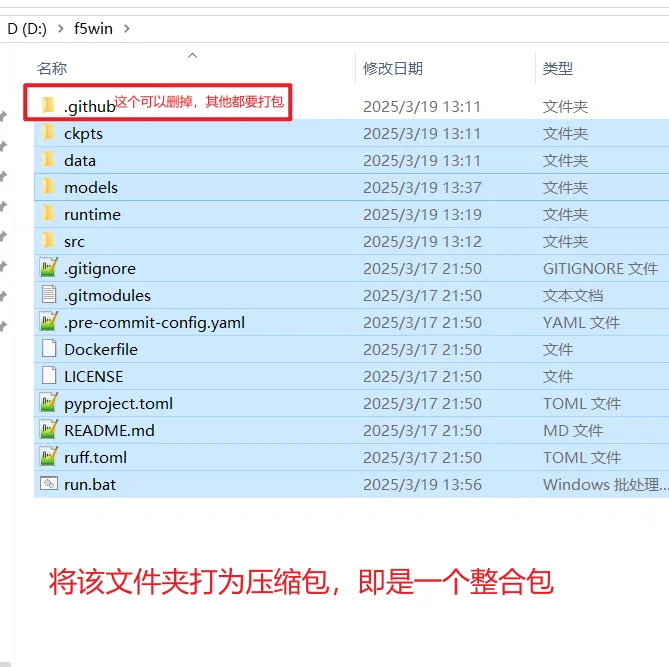 D (D:) > f5win >
名称 修改日期 类型
.github 这个可以删掉，其他都要打包 2025/3/19 13:11 文件夹
ckpts 2025/3/19 13:11 文件夹
data 2025/3/19 13:11 文件夹
models 2025/3/19 13:37 文件夹
runtime 2025/3/19 13:19 文件夹
src 2025/3/19 13:12 文件夹
.gitignore 2025/3/17 21:50 GITIGNORE 文件
.gitmodules 2025/3/17 21:50 文本文档
.pre-commit-config.yaml 2025/3/17 21:50 YAML 文件
Dockerfile 2025/3/17 21:50 文件
LICENSE 2025/3/17 21:50 文件
pyproject.toml 2025/3/17 21:50 TOML 文件
README.md 2025/3/17 21:50 MD 文件
ruff.toml 2025/3/17 21:50 TOML 文件
run.bat 2025/3/19 13:56 Windows 批处理...
将该文件夹打为压缩包，即是一个整合包